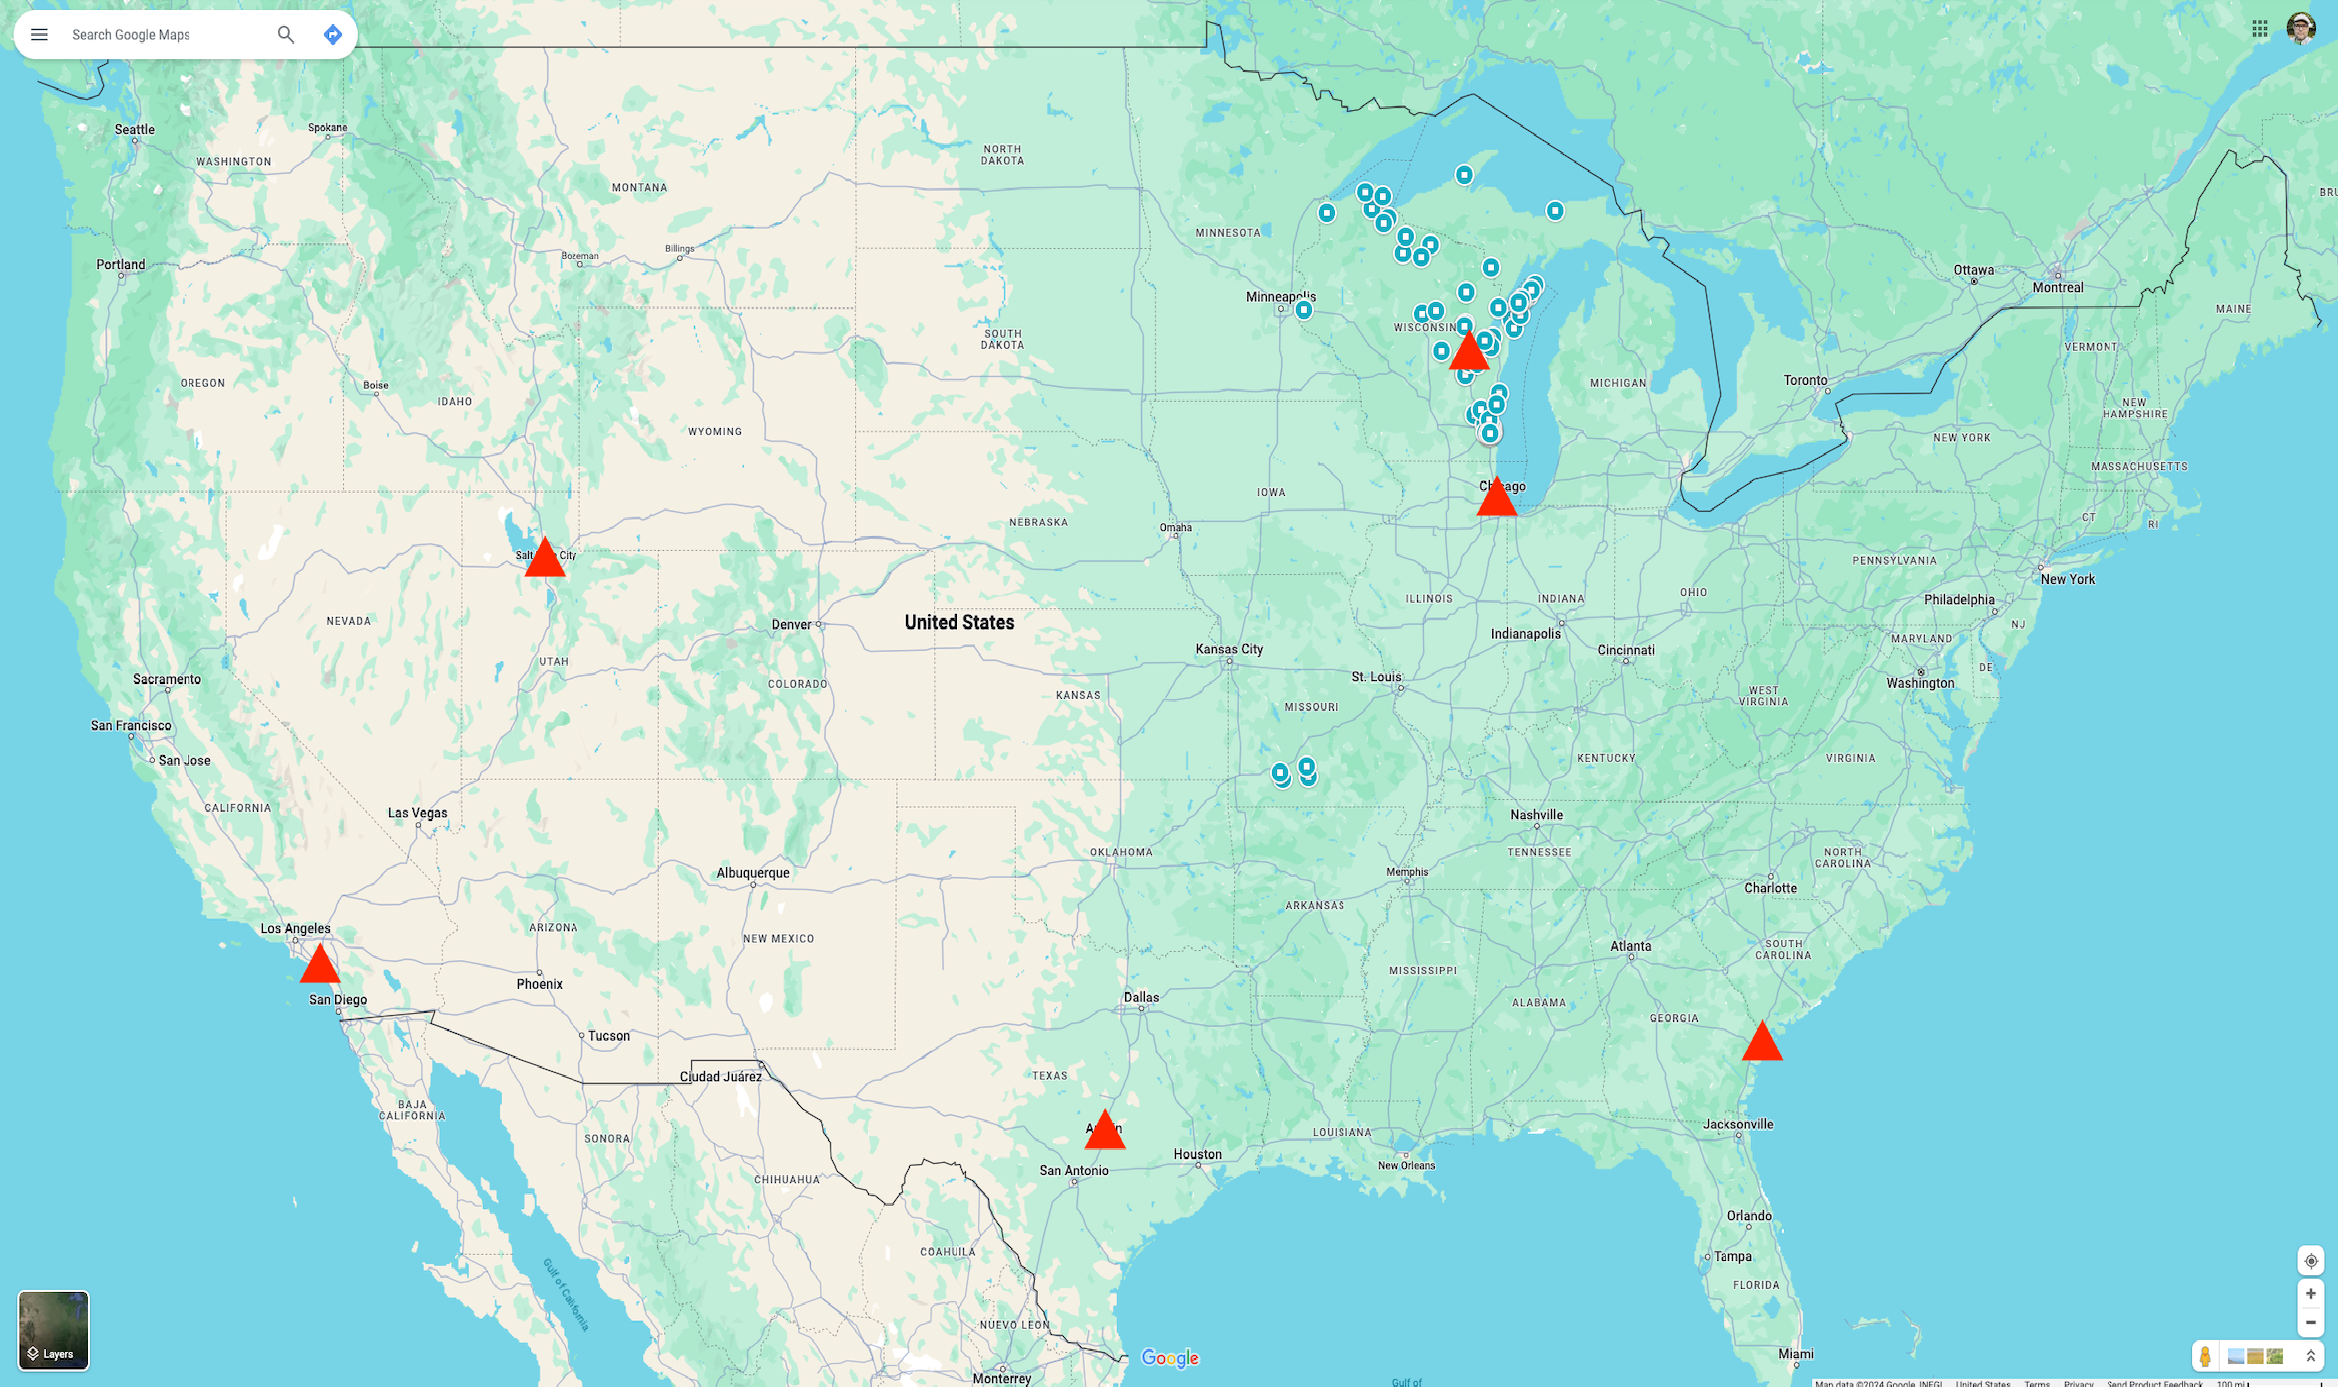 Search Google Maps
Seattle
Spokane
WASHINGTON
NORTH
DAKOTA
MONTANA
BRU
MINNESOTA
Billings
Bozeman
Portland
Ottawa
Montreal
Minneapolis
MAINE
SOUTH
DAKOTA
WISCONSIN
VERMONT
OREGON
Boise
IDAHO
MICHIGAN
Toronto
NEW
HAMPSHIRE
WYOMING
NEW YORK
MASSACHUSETTS
Chicago
IOWA
CT
RI
NEBRASKA
Omaha
Salt City
PENNSYLVANIA
New York
ILLINOIS
INDIANA
OHIO
Philadelphia
NEVADA
Denver
United States
Indianapolis
NJ
MARYLAND
Kansas City
Cincinnati
UTAH
DE
Sacramento
COLORADO
St. Louis
Washington
KANSAS
WEST
VIRGINIA
MISSOURI
San Francisco
San Jose
KENTUCKY
VIRGINIA
CALIFORNIA
Las Vegas
Nashville
OKLAHOMA
TENNESSEE
NORTH
CAROLINA
Albuquerque
Memphis
Charlotte
ARKANSAS
Los Angeles
ARIZONA
NEW MEXICO
Atlanta
SOUTH
CAROLINA
MISSISSIPPI
Phoenix
San Diego
Dallas
ALABAMA
GEORGIA
Tucson
Ciudad Juárez
TEXAS
BAJA
CALIFORNIA
Jacksonville
SONORA
LOUISIANA
Houston
San Antonio
New Orleans
CHIHUAHUA
Orlando
COAHUILA
Tampa
Gulf of California
FLORIDA
NUEVO LEON
Layers
Google
Miami
Monterrey
Gulf of
Map data ©2024 Google, INEGI United States Terms Privacy Send Product Feedback 100 mi